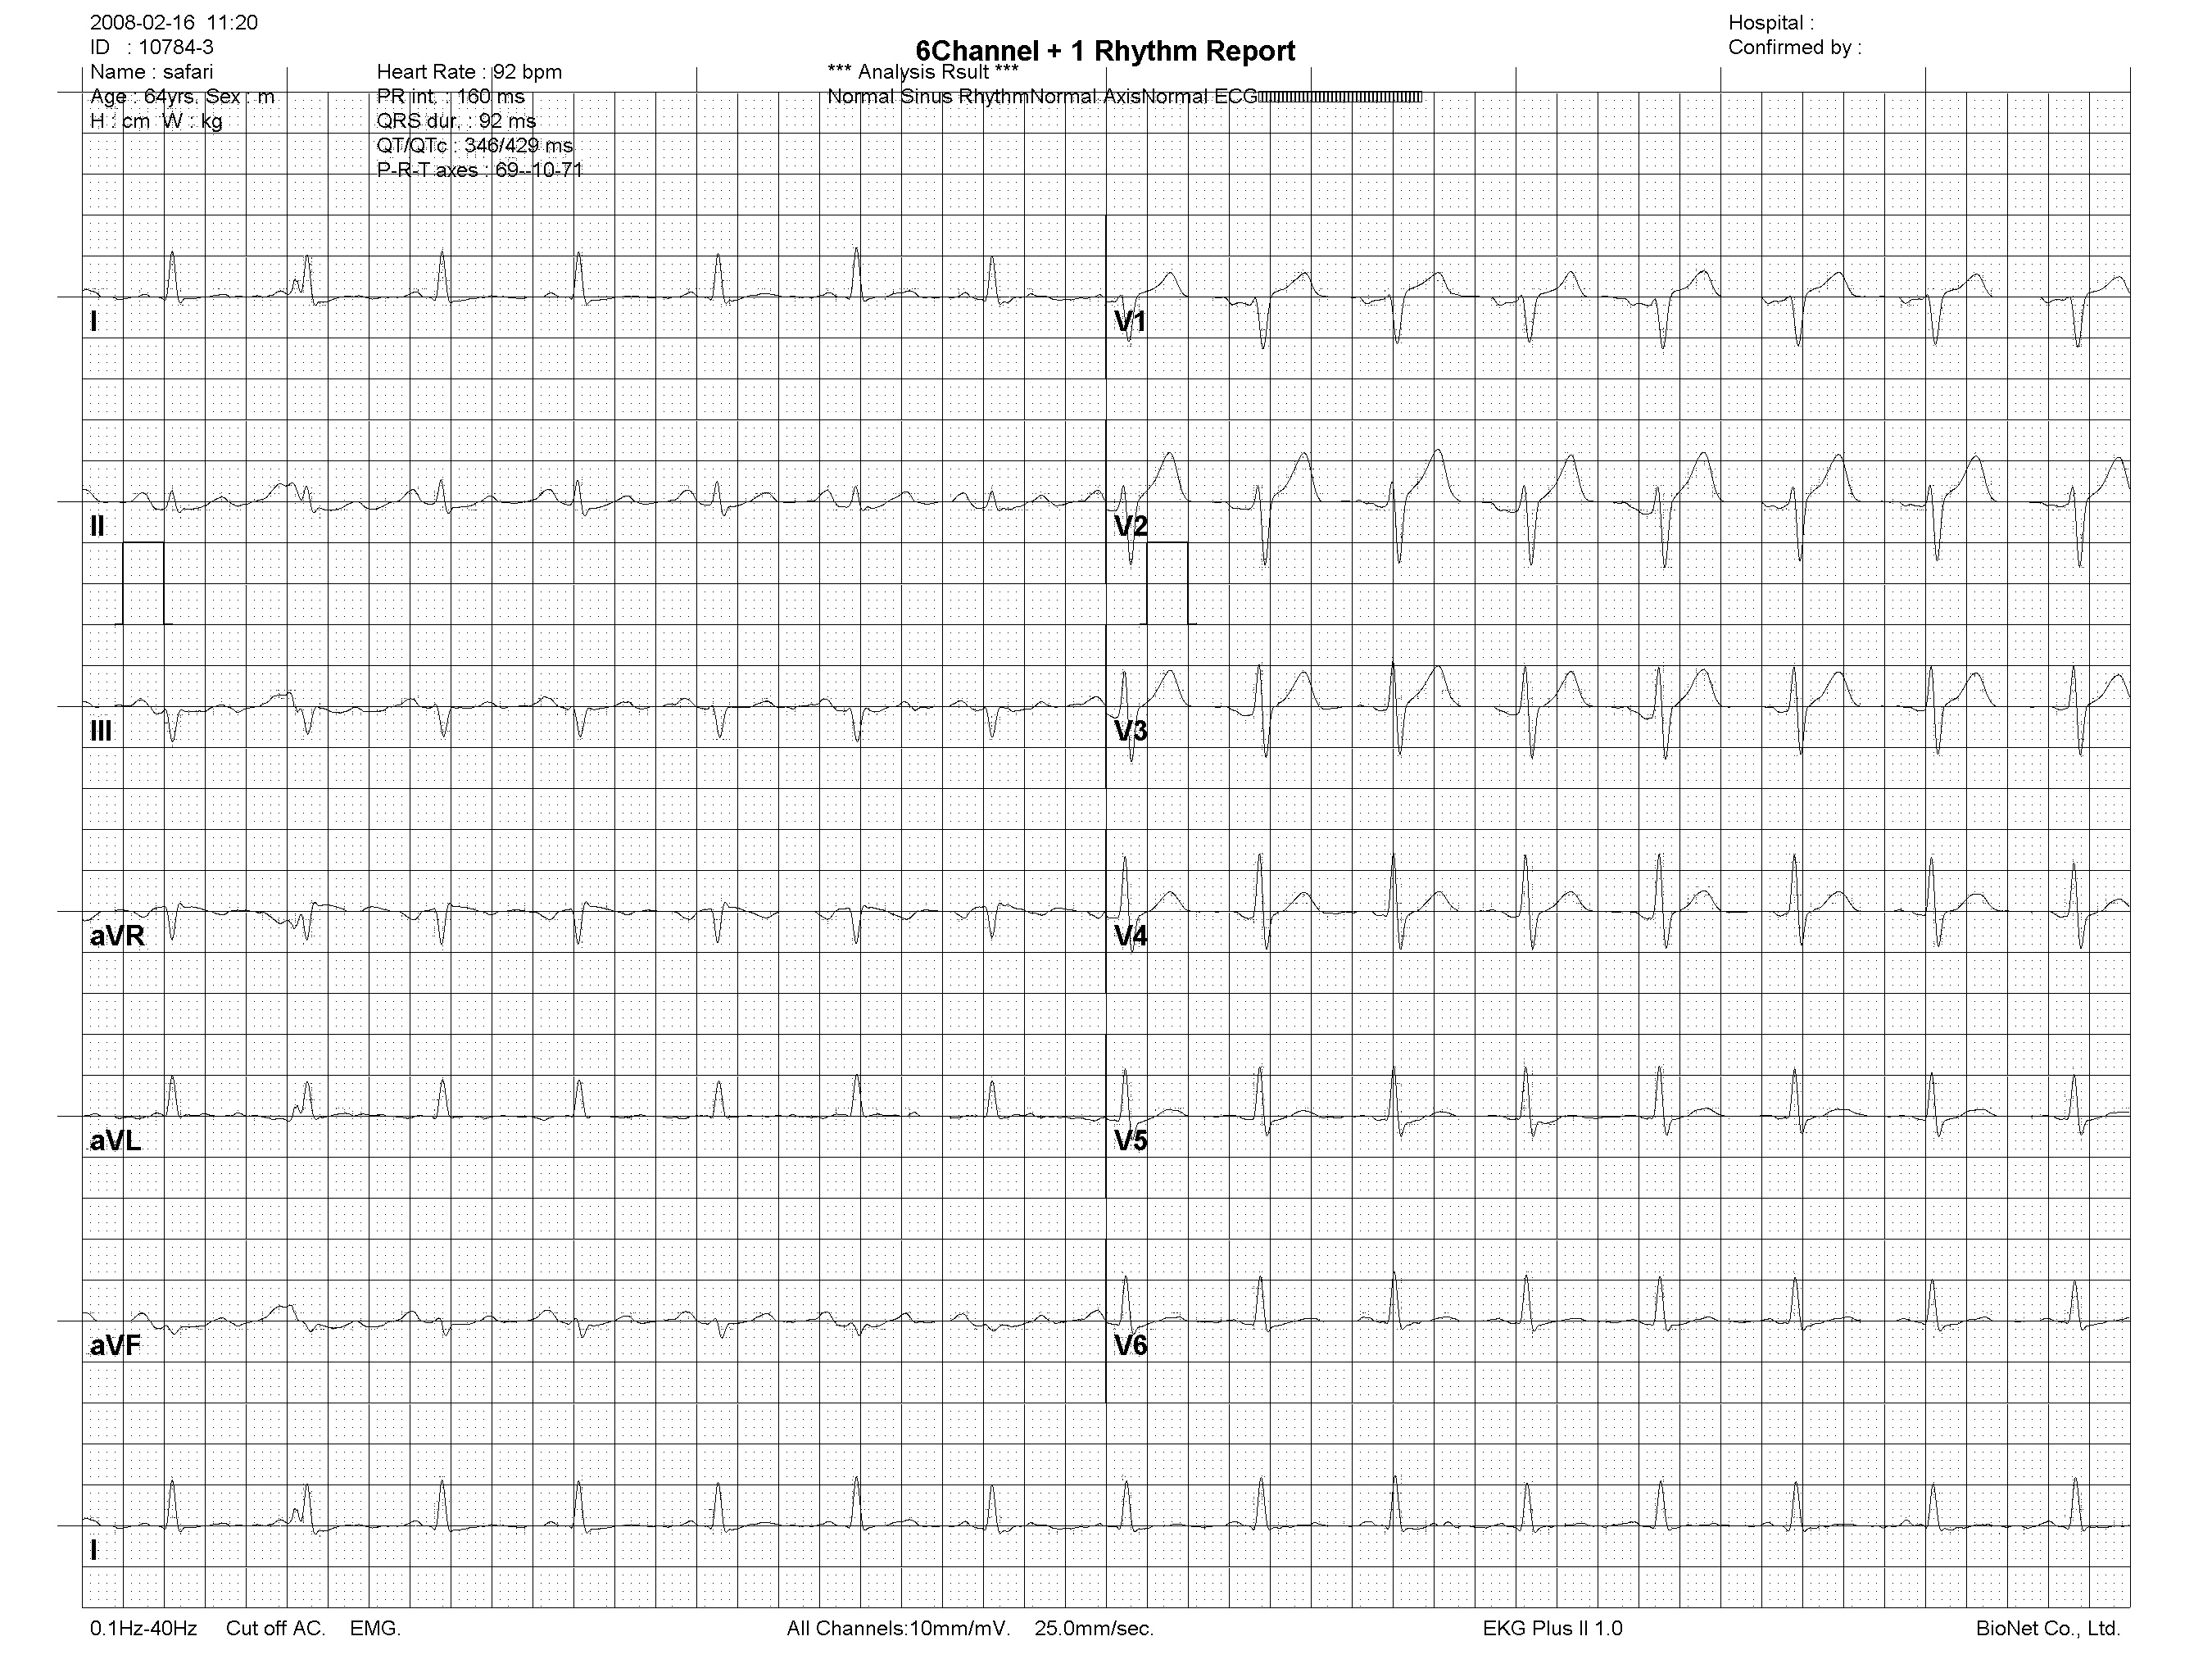 2008-02-16 11:20
ID : 10784-3
Name : safari
Age : 64yrs. Sex : m
H : cm W : kg
Heart Rate : 92 bpm
PR int. : 160 ms
QRS dur. : 92 ms
QT/QTc : 346/429 ms
P-R-T axes : 69--10-71
6Channel + 1 Rhythm Report
*** Analysis Rsult ***
Normal Sinus RhythmNormal AxisNormal ECG
Hospital :
Confirmed by :
I
V1
II
V2
III
V3
aVR
V4
aVL
V5
aVF
V6
I
0.1Hz-40Hz Cut off AC. EMG. All Channels:10mm/mV. 25.0mm/sec. EKG Plus II 1.0 BioNet Co., Ltd.